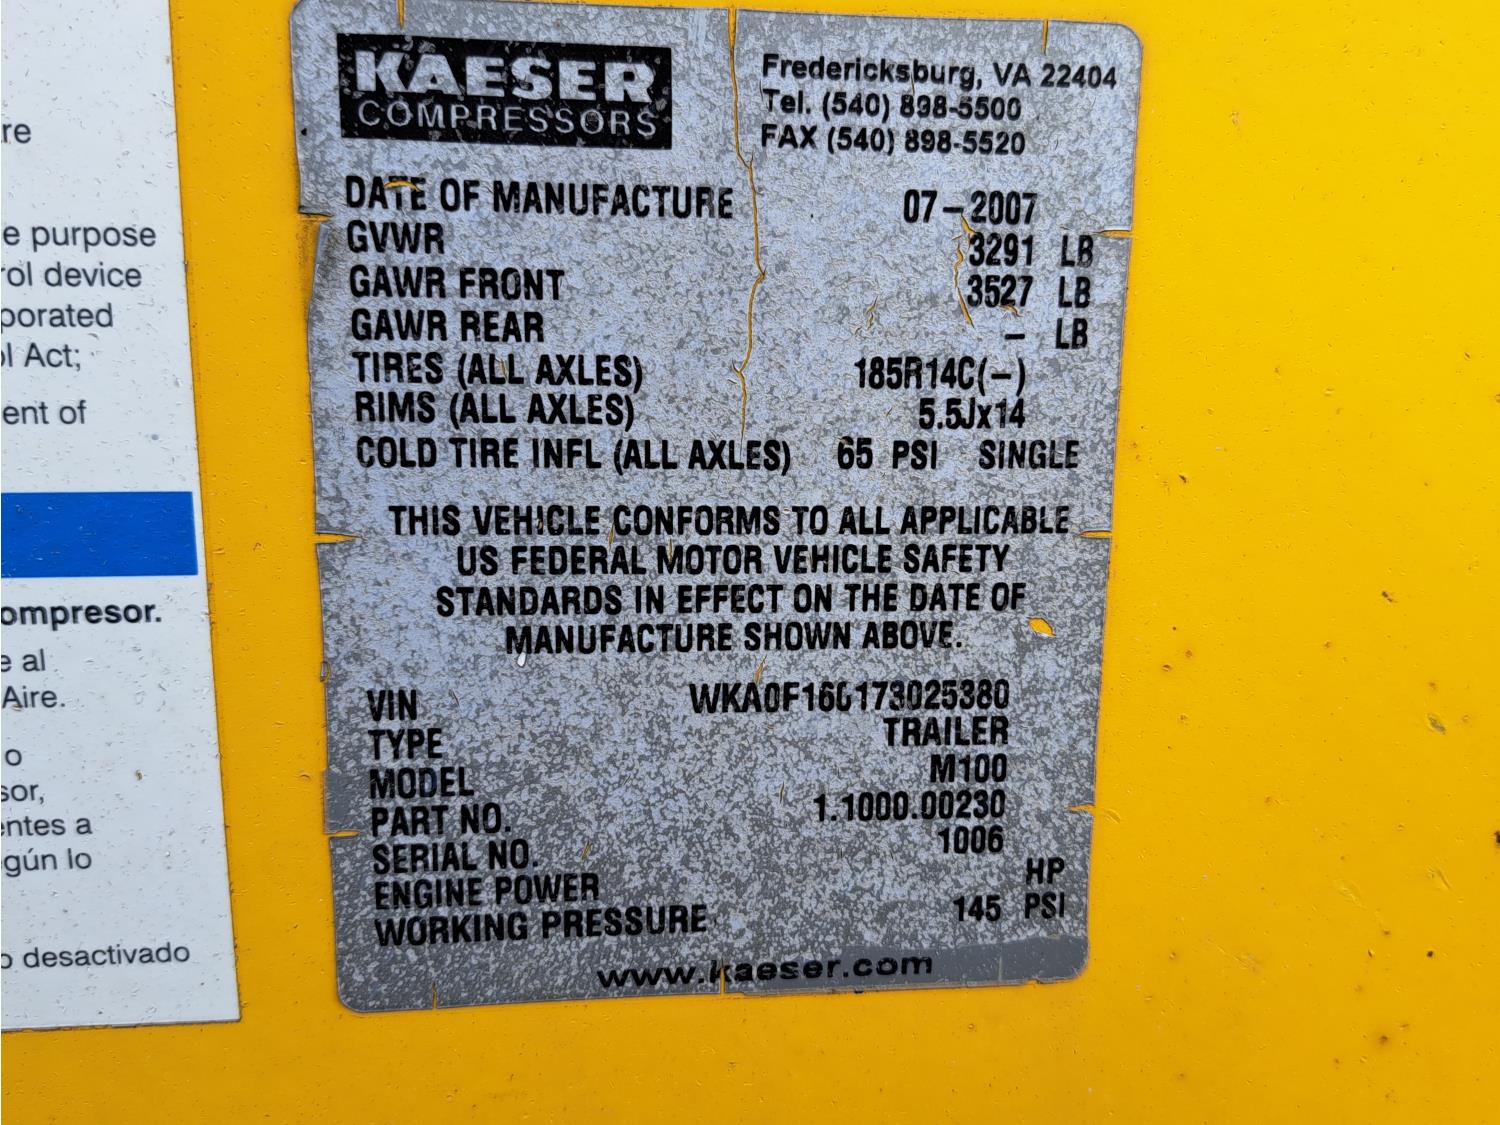 re
e purpose
rol device
porated
ol Act;
ent of
ompresor.
e al
Aire.
o
sor,
entes a
gún lo
o desactivado
KAESER
COMPRESSORS
Fredericksburg, VA 22404
Tel. (540) 898-5500
FAX (540) 898-5520
DATE OF MANUFACTURE 07-2007
GVWR 3291 LB
GAWR FRONT 3527 LB
GAWR REAR - LB
TIRES (ALL AXLES) 185R14C(-)
RIMS (ALL AXLES) 5.5Jx14
COLD TIRE INFL (ALL AXLES) 65 PSI SINGLE
THIS VEHICLE CONFORMS TO ALL APPLICABLE
US FEDERAL MOTOR VEHICLE SAFETY
STANDARDS IN EFFECT ON THE DATE OF
MANUFACTURE SHOWN ABOVE.
VIN
TYPE TRAILER
MODEL M100
PART NO. 1.1000.00230
SERIAL NO. 1006
ENGINE POWER HP
WORKING PRESSURE 145 PSI
www.kaeser.com